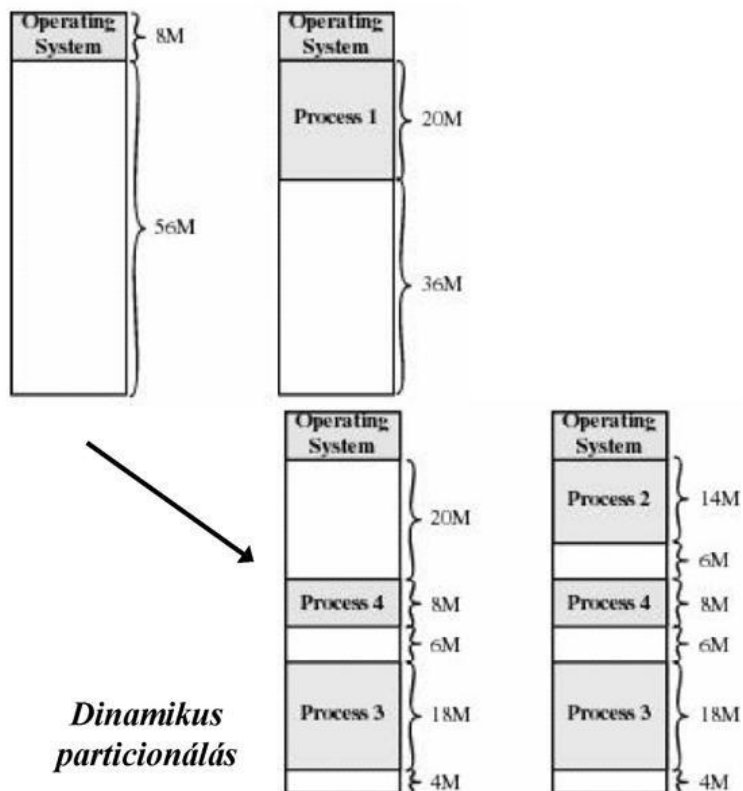 Operating
System
8M
56M
Operating
System
Process 1
20M
36M
Operating
System
20M
Process 4
8M
6M
Process 3
18M
4M
Operating
System
Process 2
14M
6M
Process 4
8M
6M
Process 3
18M
4M
Dinamikus
particionálás